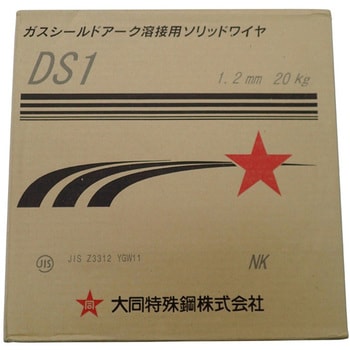 ガスシールドアーク溶接用ソリッドワイヤ
DS1
1.2mm 20kg
JIS JIS Z3312 YGW11
NK
同 大同特殊鋼株式会社